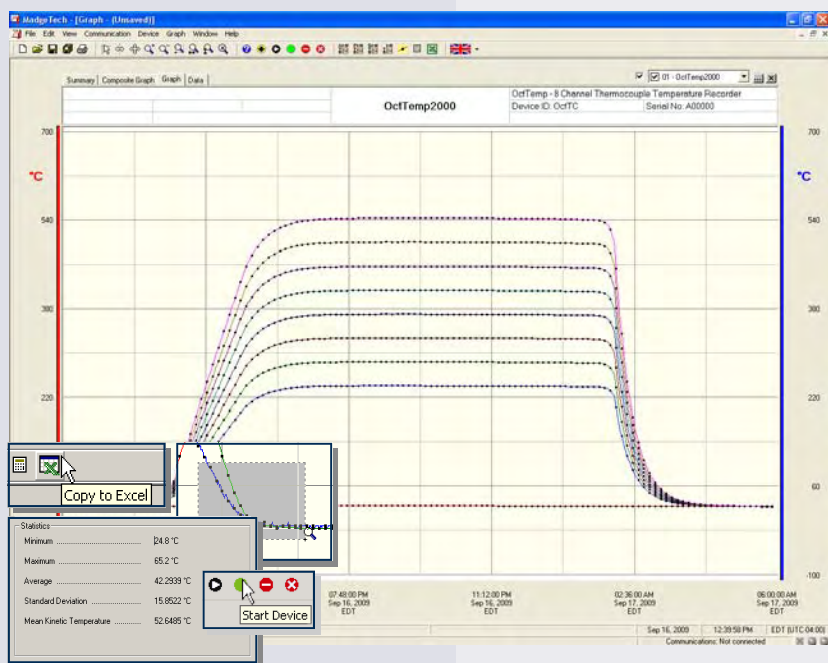 MadgeTech - [Graph - (Unsaved)]
File Edit View Communication Device Graph Window Help
Summary Composite Graph Graph Data
01 - OctTemp2000
OctTemp2000
OctTemp - 8 Channel Thermocouple Temperature Recorder
Device ID: OctTC Serial No: A00000
700 700
°C °C
540 540
380 380
220 220
60
-100
Copy to Excel
Statistics
Minimum 24.8 °C
Maximum 65.2 °C
Average 42.2939 °C
Standard Deviation 15.8522 °C
Mean Kinetic Temperature 52.6485 °C
Start Device
07:48:00 PM 11:12:00 PM 02:36:00 AM 06:00:00 AM
Sep 16, 2009 Sep 16, 2009 Sep 17, 2009 Sep 17, 2009
EDT EDT EDT EDT
Sep 16, 2009 12:39:58 PM EDT (UTC-04:00)
Communications: Not connected